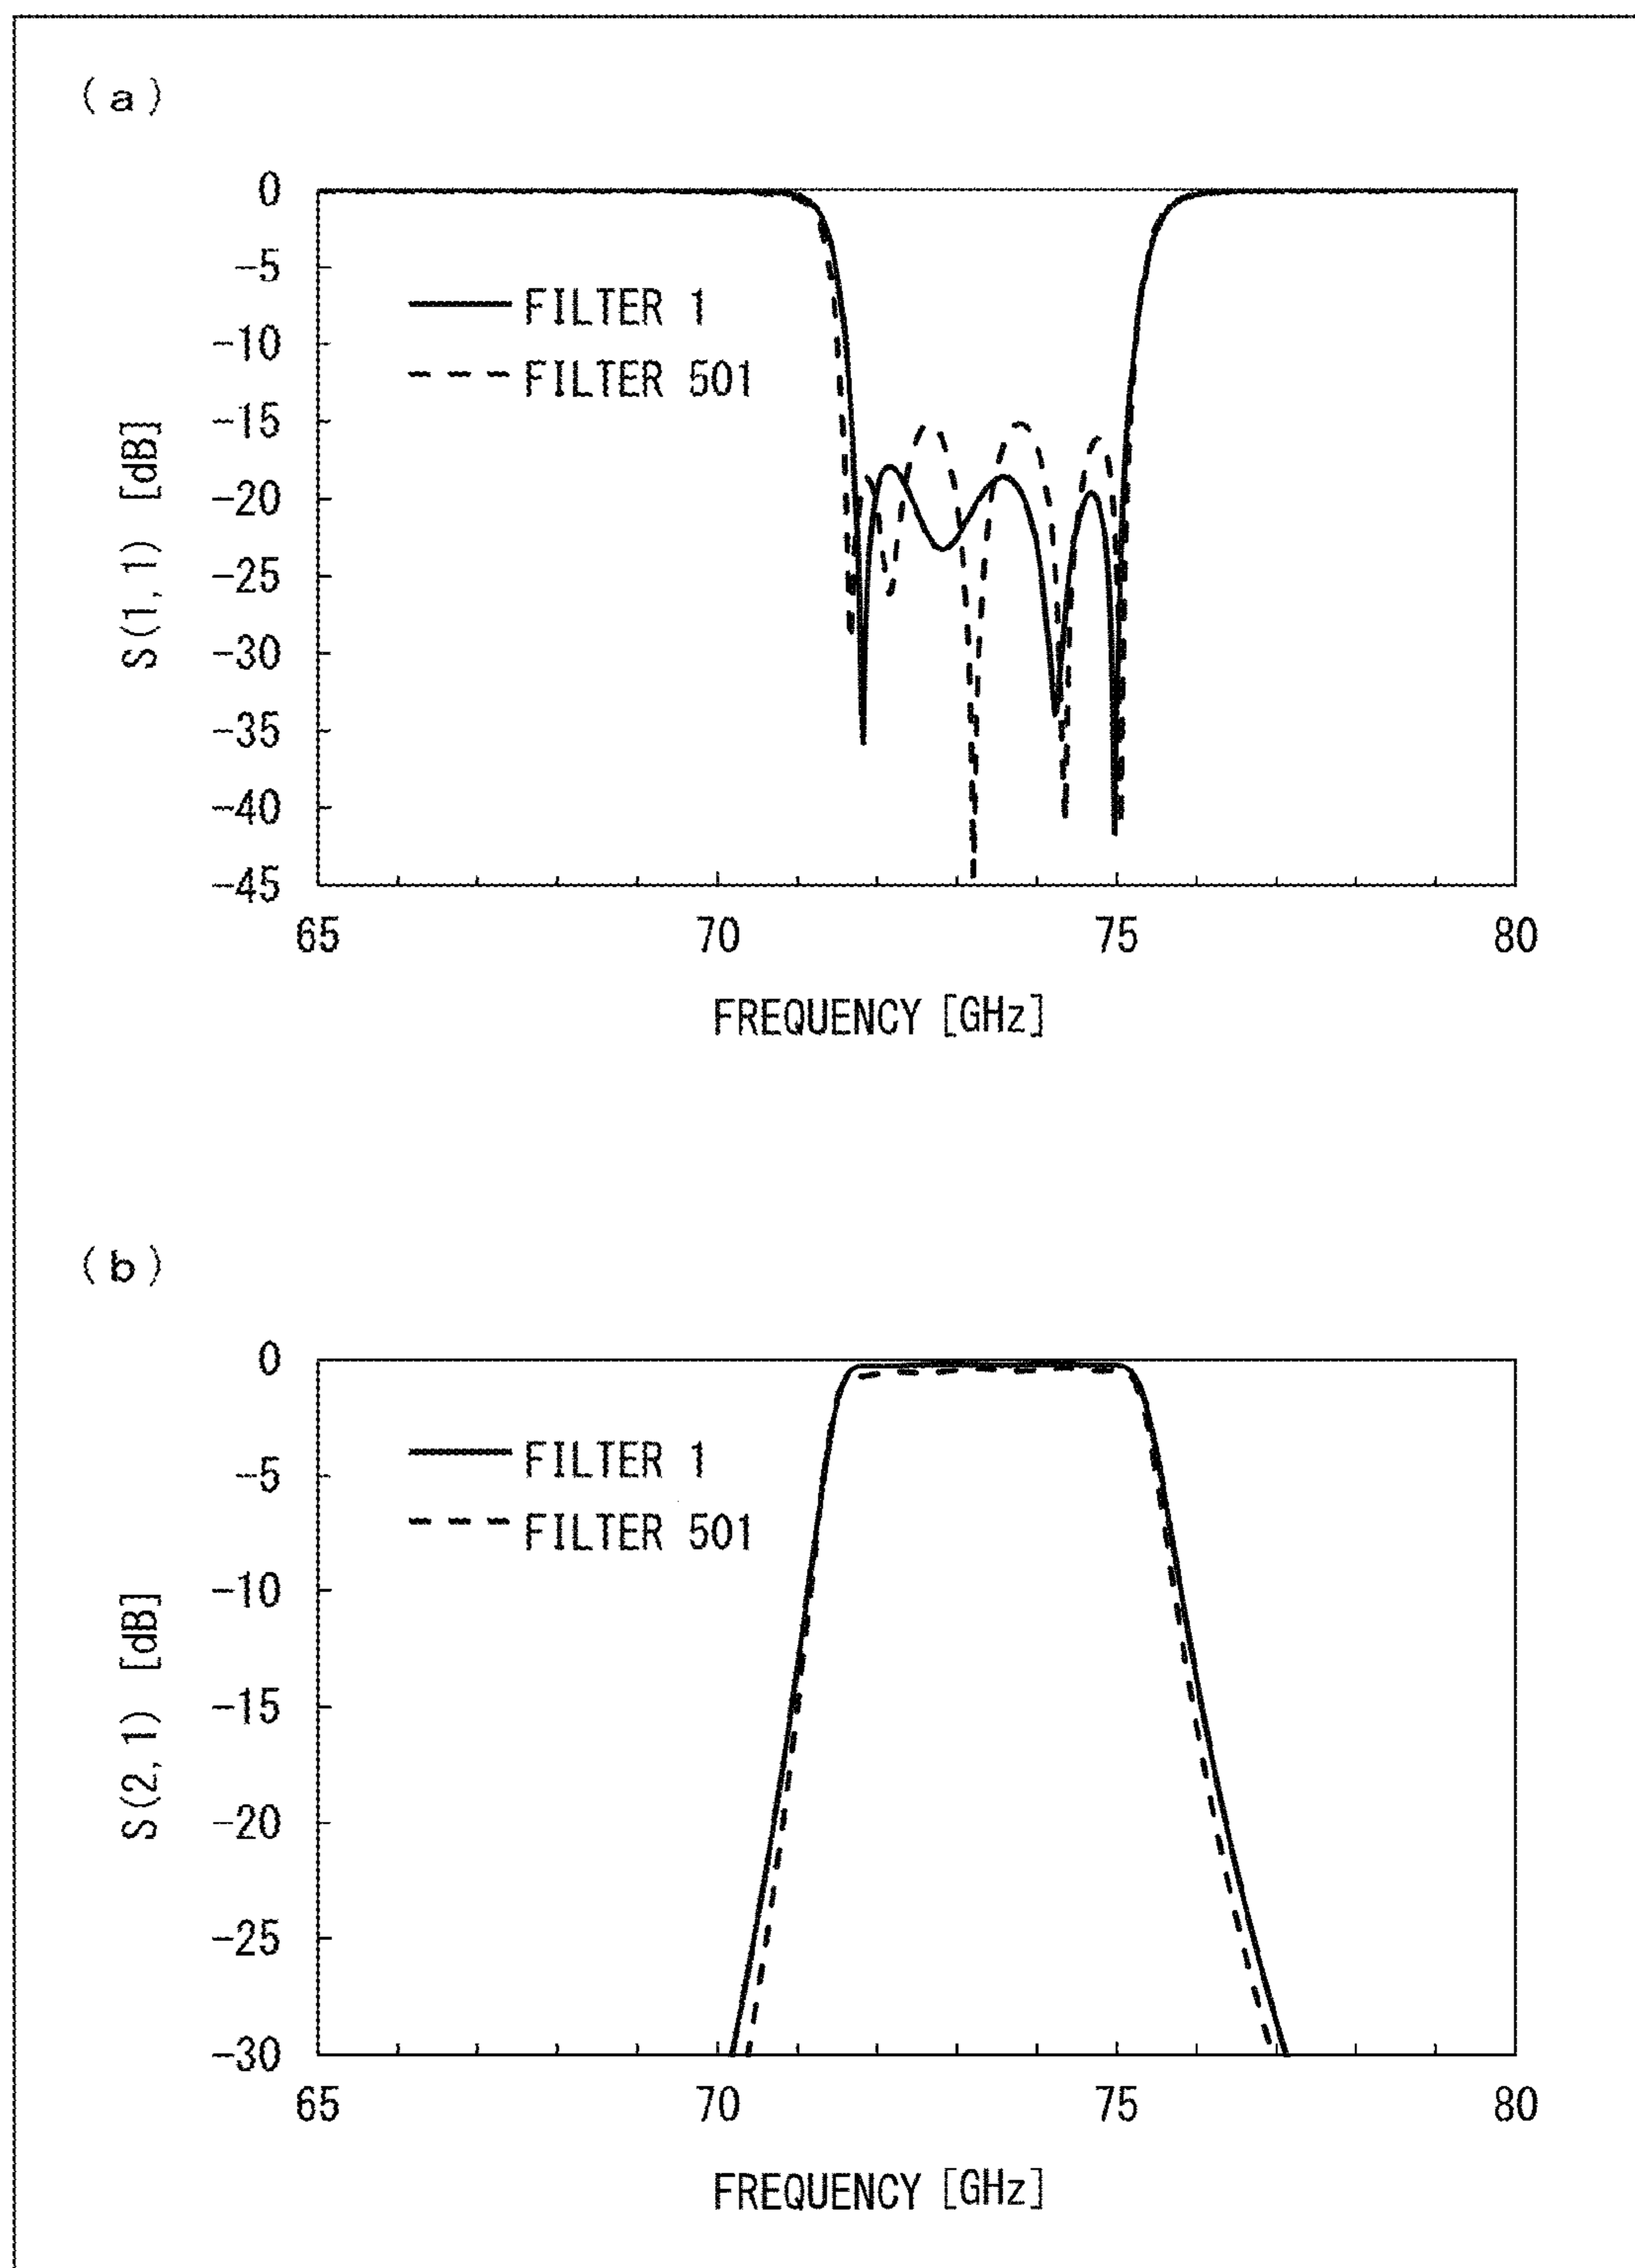 (a)
0
-5
-10
-15
-20
-25
-30
-35
-40
-45
S(1,1) [dB]
FILTER 1
FILTER 501
65
70
75
80
FREQUENCY [GHz]
(b)
0
-5
-10
-15
-20
-25
-30
S(2,1) [dB]
FILTER 1
FILTER 501
65
70
75
80
FREQUENCY [GHz]